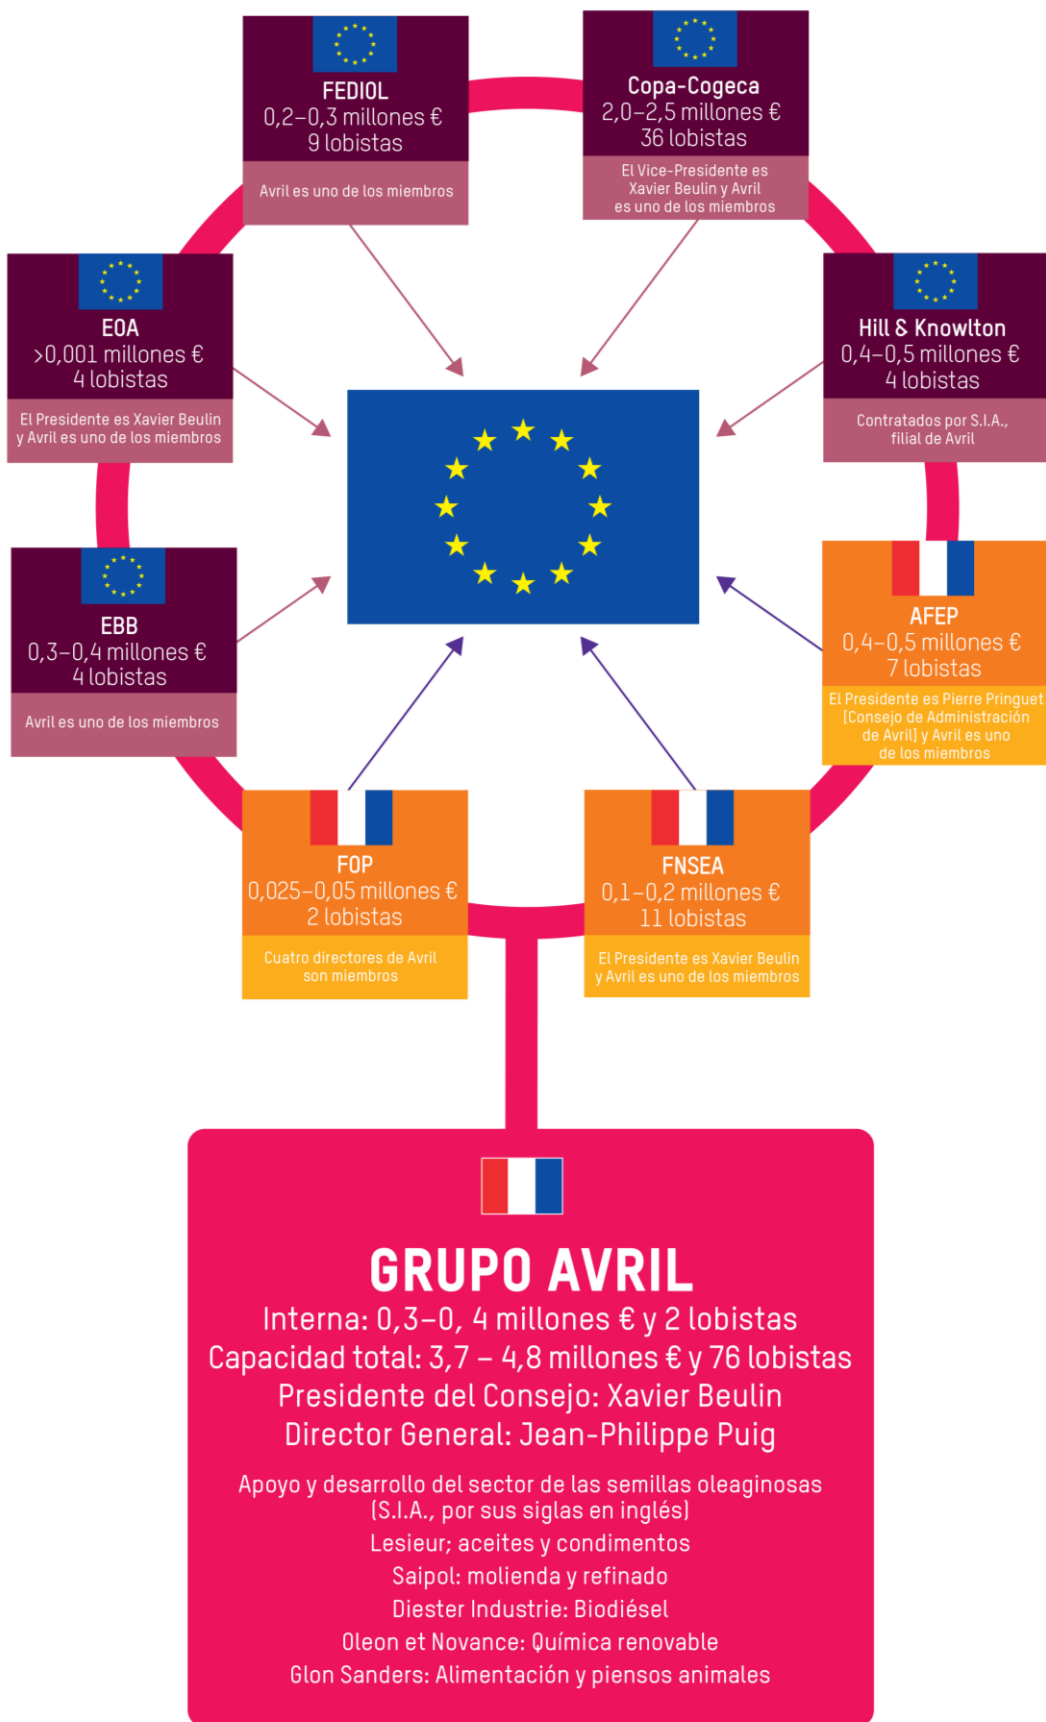 FEDIOL
0,2–0,3 millones €
9 lobistas
Avril es uno de los miembros
Copa-Cogeca
2,0–2,5 millones €
36 lobistas
El Vice-Presidente es
Xavier Beulin y Avril
es uno de los miembros
EOA
>0,001 millones €
4 lobistas
El Presidente es Xavier Beulin
y Avril es uno de los miembros
Hill & Knowlton
0,4–0,5 millones €
4 lobistas
Contratados por S.I.A.,
filial de Avril
EBB
0,3–0,4 millones €
4 lobistas
Avril es uno de los miembros
AFEP
0,4–0,5 millones €
7 lobistas
El Presidente es Pierre Pringuet
[Consejo de Administración
de Avril] y Avril es uno
de los miembros
FOP
0,025–0,05 millones €
2 lobistas
Cuatro directores de Avril
son miembros
FNSEA
0,1–0,2 millones €
11 lobistas
El Presidente es Xavier Beulin
y Avril es uno de los miembros
GRUPO AVRIL
Interna: 0,3–0, 4 millones € y 2 lobistas
Capacidad total: 3,7 – 4,8 millones € y 76 lobistas
Presidente del Consejo: Xavier Beulin
Director General: Jean-Philippe Puig
Apoyo y desarrollo del sector de las semillas oleaginosas
(S.I.A., por sus siglas en inglés)
Lesieur; aceites y condimentos
Saipol: molienda y refinado
Diester Industrie: Biodiésel
Oleon et Novance: Química renovable
Glon Sanders: Alimentación y piensos animales